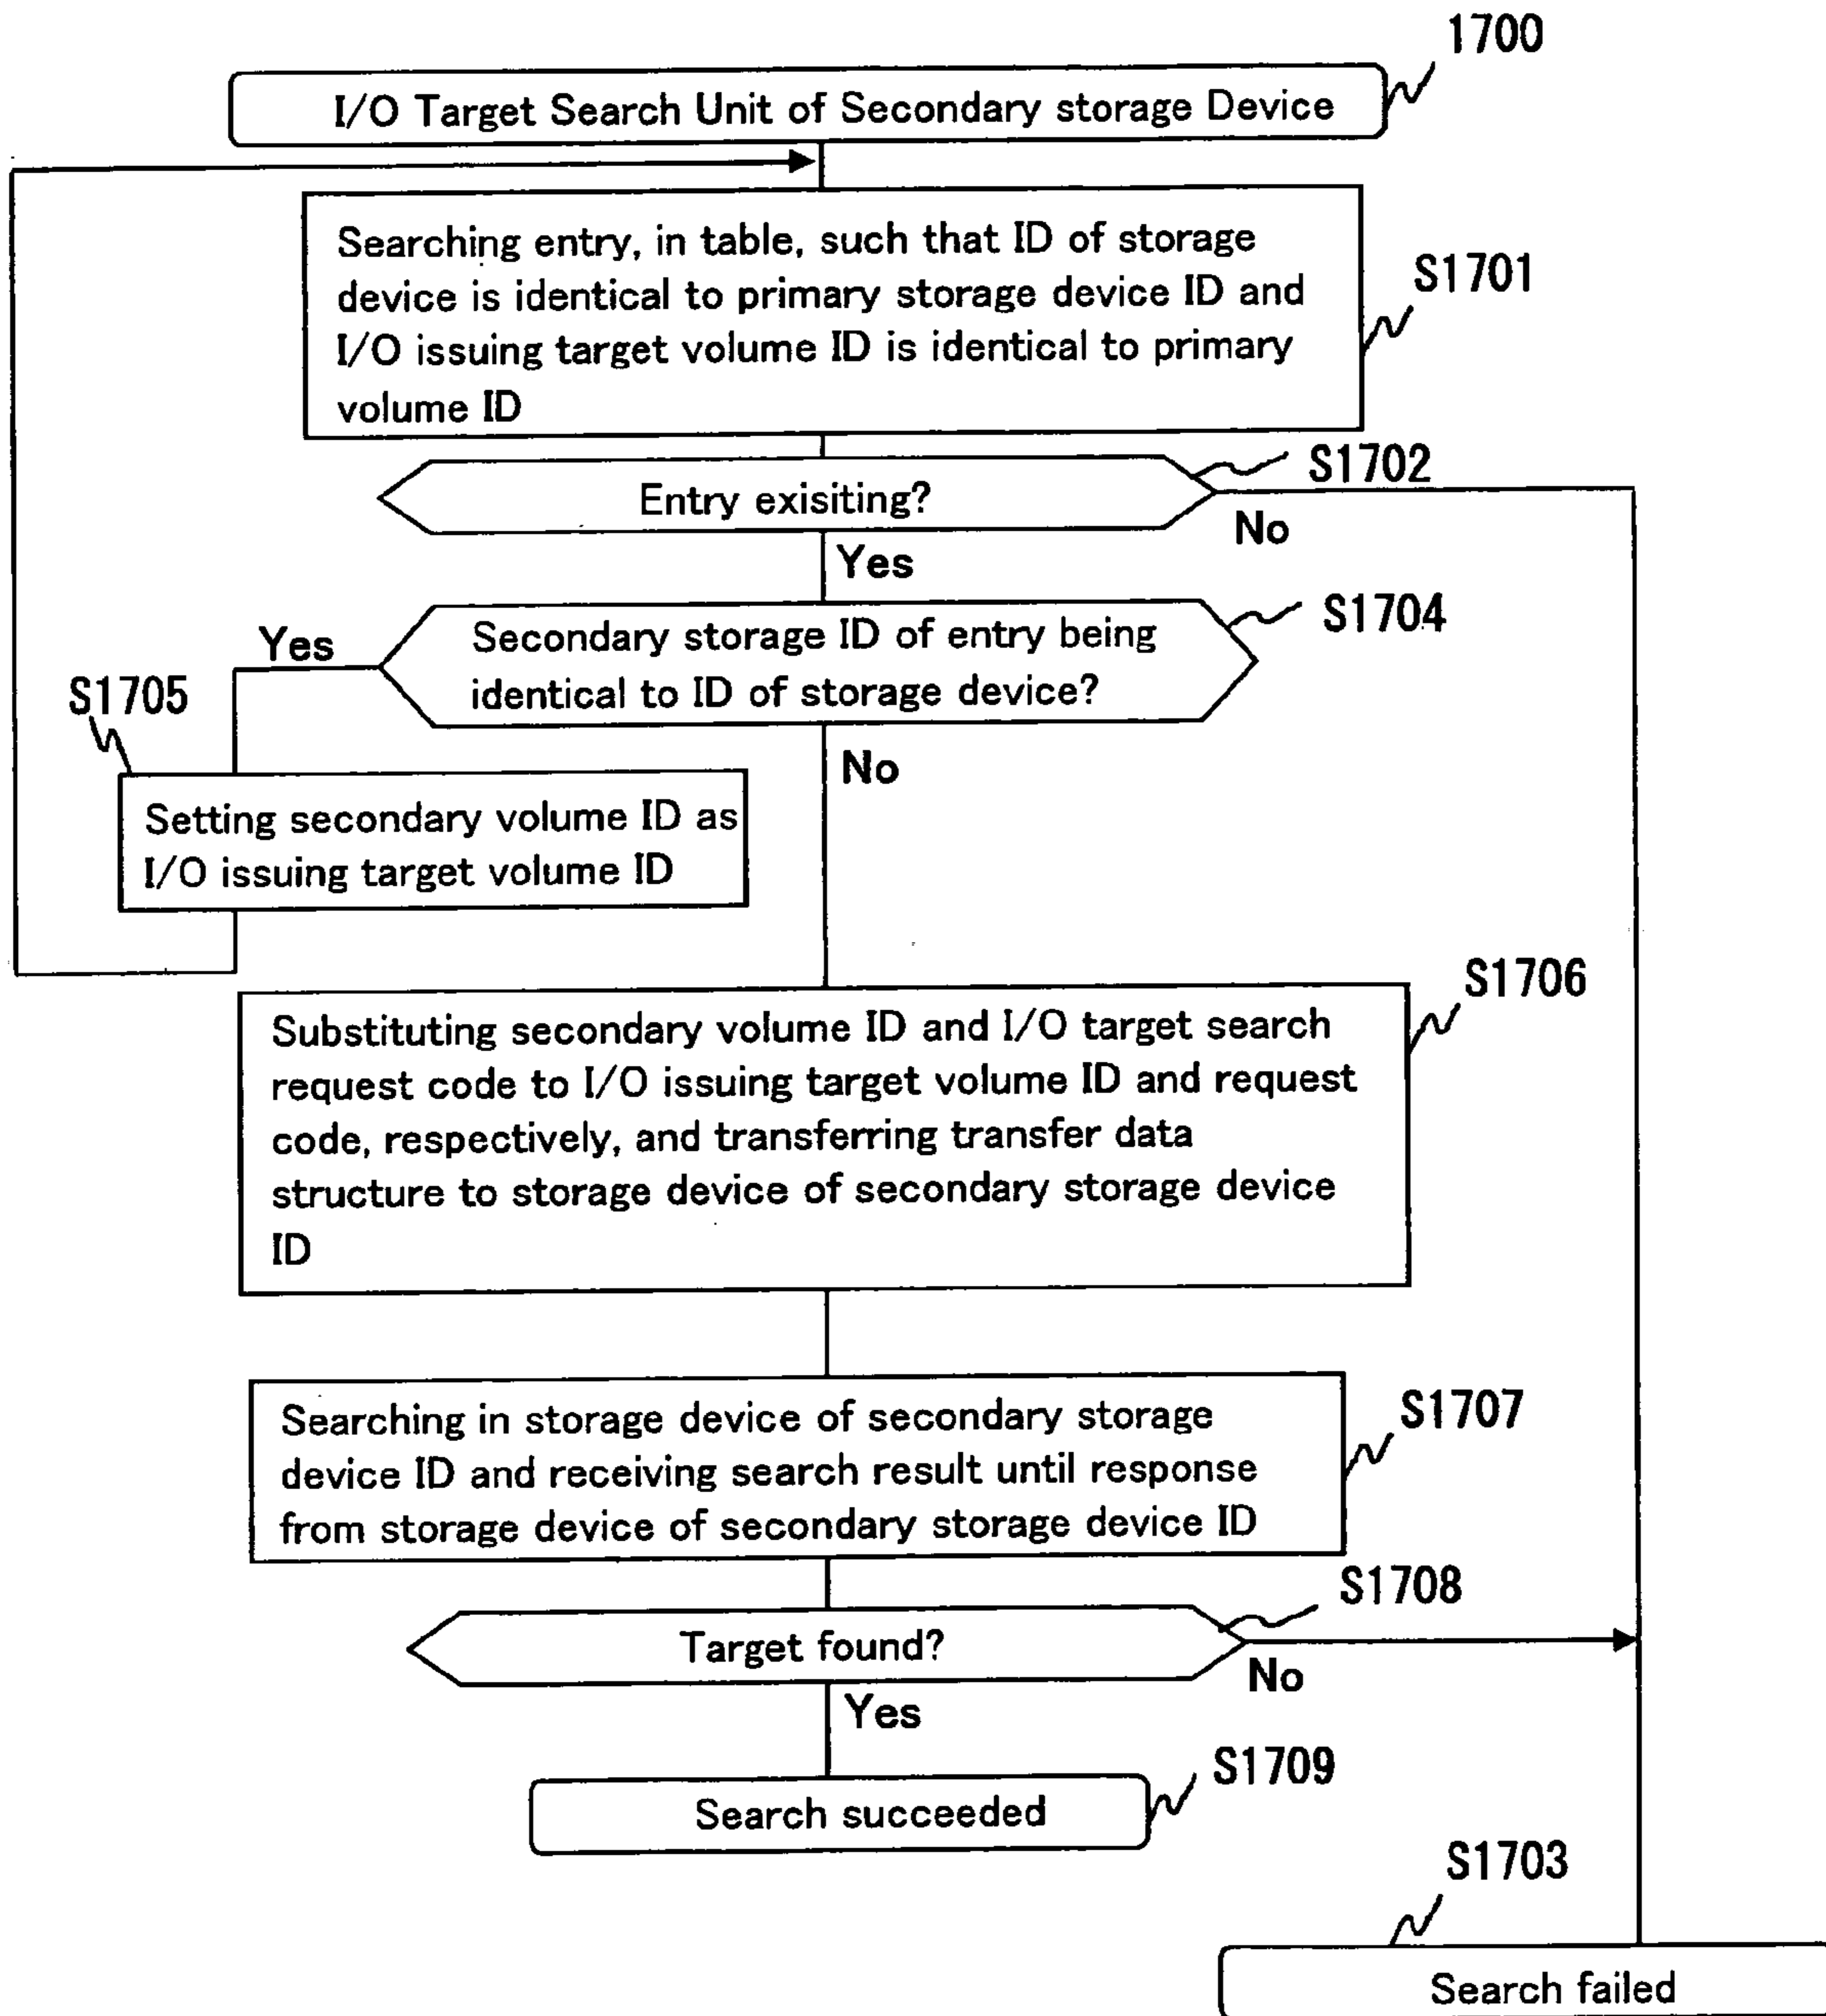 1700
I/O Target Search Unit of Secondary storage Device
Searching entry, in table, such that ID of storage
device is identical to primary storage device ID and
I/O issuing target volume ID is identical to primary
volume ID
S1701
S1702
Entry exisiting?
No
Yes
S1704
Secondary storage ID of entry being
identical to ID of storage device?
Yes
S1705
No
Setting secondary volume ID as
I/O issuing target volume ID
S1706
Substituting secondary volume ID and I/O target search
request code to I/O issuing target volume ID and request
code, respectively, and transferring transfer data
structure to storage device of secondary storage device
ID
S1707
Searching in storage device of secondary storage
device ID and receiving search result until response
from storage device of secondary storage device ID
S1708
Target found?
No
Yes
S1709
Search succeeded
S1703
Search failed